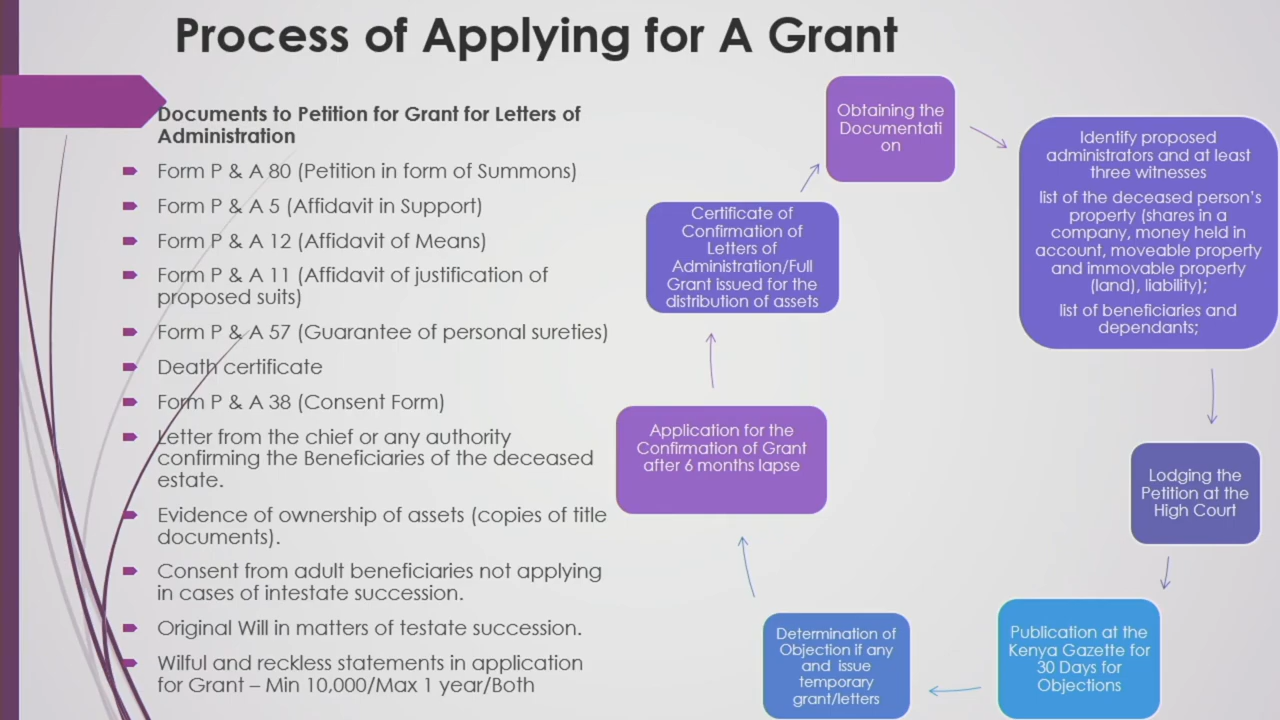 Process of Applying for A Grant
Documents to Petition for Grant for Letters of
Administration
Form P & A 80 (Petition in form of Summons)
Form P & A 5 (Affidavit in Support)
Form P & A 12 (Affidavit of Means)
Form P & A 11 (Affidavit of justification of
proposed suits)
Form P & A 57 (Guarantee of personal sureties)
Death certificate
Form P & A 38 (Consent Form)
Letter from the chief or any authority
confirming the Beneficiaries of the deceased
estate.
Evidence of ownership of assets (copies of title
documents).
Consent from adult beneficiaries not applying
in cases of intestate succession.
Original Will in matters of testate succession.
Wilful and reckless statements in application
for Grant – Min 10,000/Max 1 year/Both
Obtaining the
Documentati
on
Identify proposed
administrators and at least
three witnesses
list of the deceased person's
property (shares in a
company, money held in
account, moveable property
and immovable property
(land), liability);
list of beneficiaries and
dependants;
Lodging the
Petition at the
High Court
Publication at the
Kenya Gazette for
30 Days for
Objections
Determination of
Objection if any
and issue
temporary
grant/letters
Application for the
Confirmation of Grant
after 6 months lapse
Certificate of
Confirmation of
Letters of
Administration/Full
Grant issued for the
distribution of assets